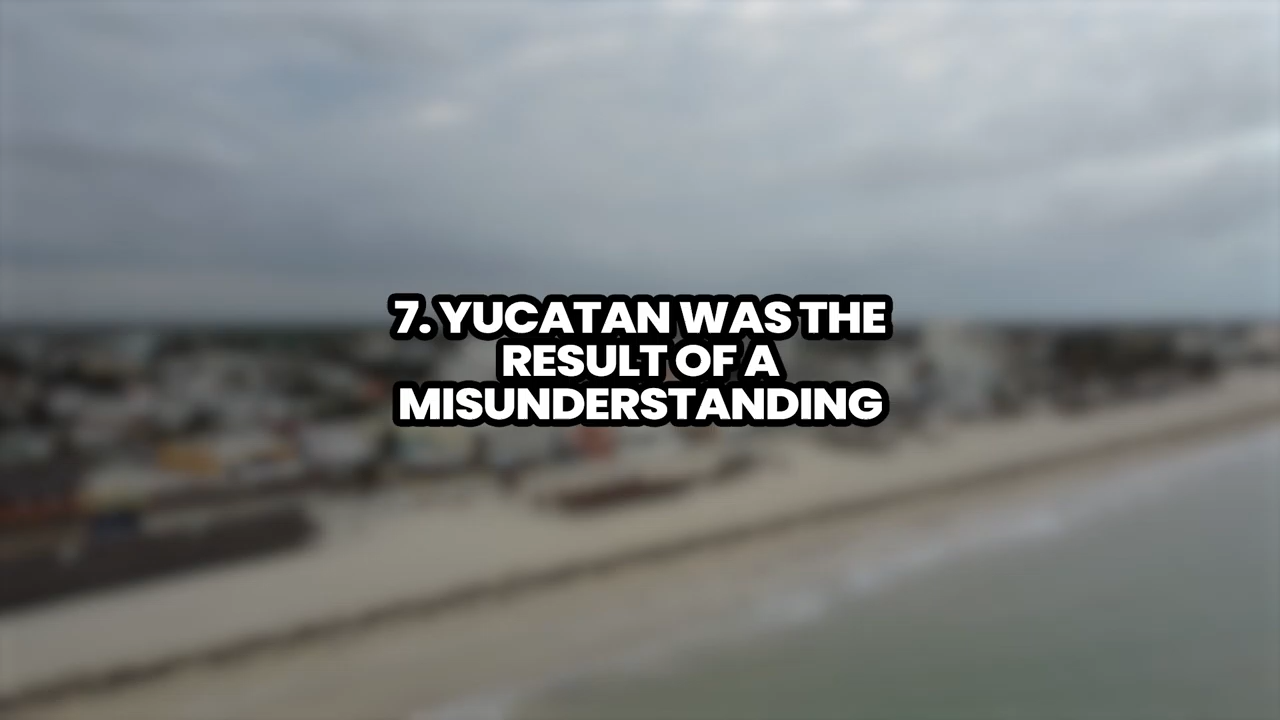 7. YUCATAN WAS THE
RESULT OF A
MISUNDERSTANDING